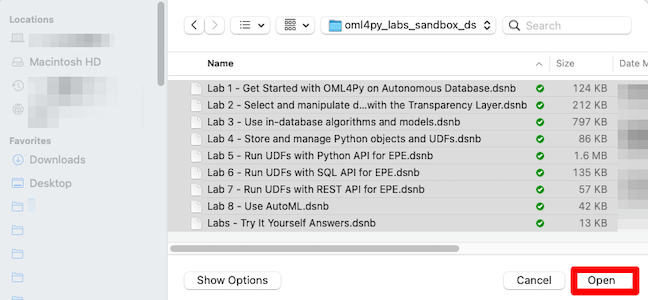 Locations
Macintosh HD
Favorites
Downloads
Desktop
oml4py_labs_sandbox_ds
Search
Name Size Date M
Lab 1 - Get Started with OML4Py on Autonomous Database.dsnb 124 KB
Lab 2 - Select and manipulate d...with the Transparency Layer.dsnb 212 KB
Lab 3 - Use in-database algorithms and models.dsnb 797 KB
Lab 4 - Store and manage Python objects and UDFs.dsnb 86 KB
Lab 5 - Run UDFs with Python API for EPE.dsnb 1.6 MB
Lab 6 - Run UDFs with SQL API for EPE.dsnb 135 KB
Lab 7 - Run UDFs with REST API for EPE.dsnb 57 KB
Lab 8 - Use AutoML.dsnb 42 KB
Labs - Try It Yourself Answers.dsnb 13 KB
Show Options Cancel Open